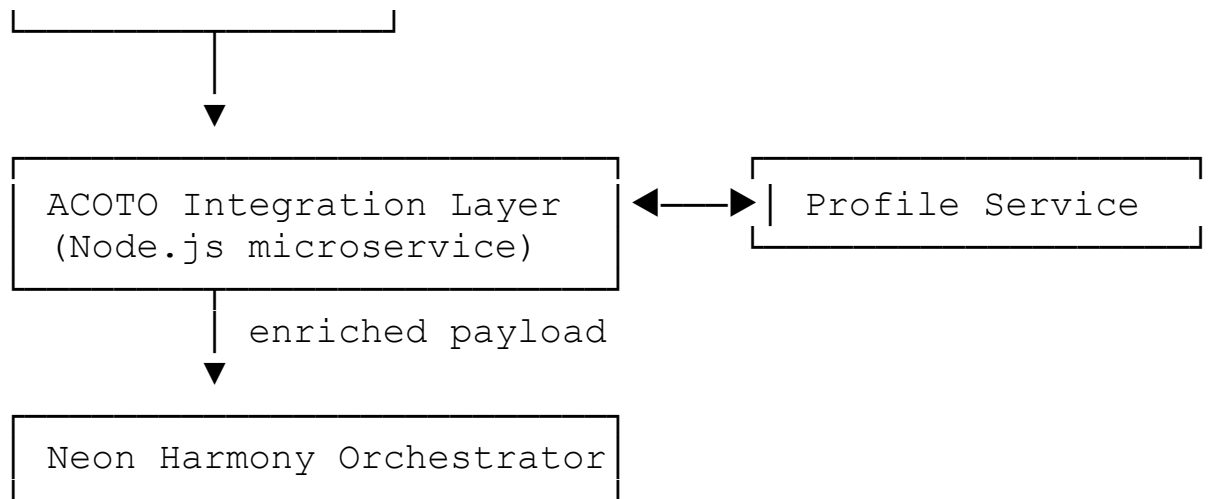 ACOTO Integration Layer
Profile Service
(Node.js microservice)
enriched payload
Neon Harmony Orchestrator